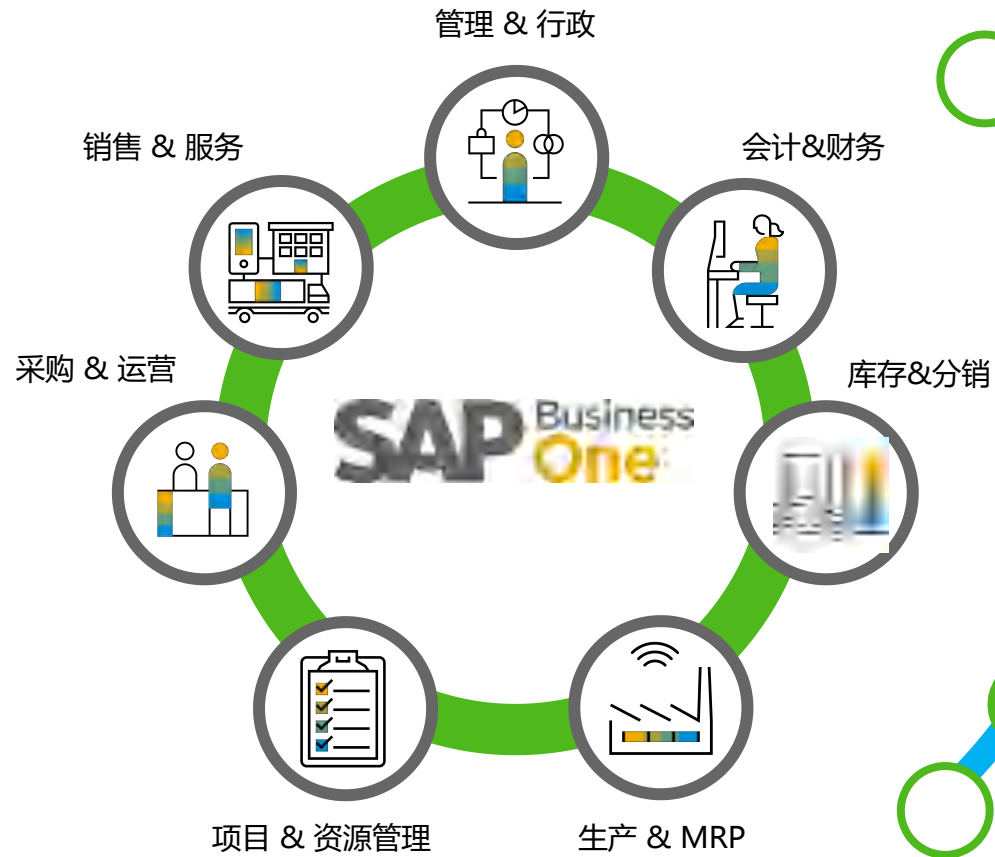 管理 & 行政
销售 & 服务
会计&财务
采购 & 运营
库存&分销
SAP Business
One
项目 & 资源管理
生产 & MRP